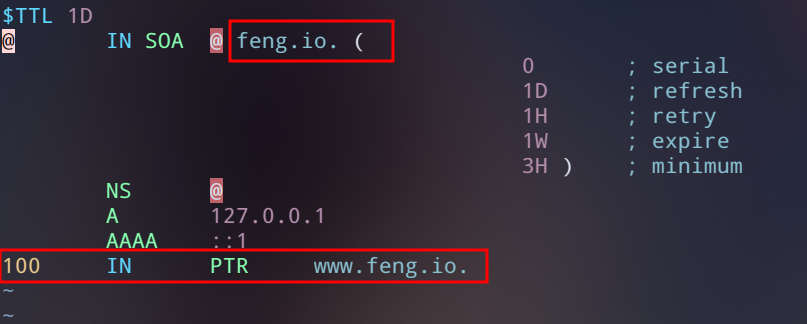 $TTL 1D
@ IN SOA @ feng.io. (
0 ; serial
1D ; refresh
1H ; retry
1W ; expire
3H ) ; minimum
NS @
A 127.0.0.1
AAAA ::1
100 IN PTR www.feng.io.
~
~